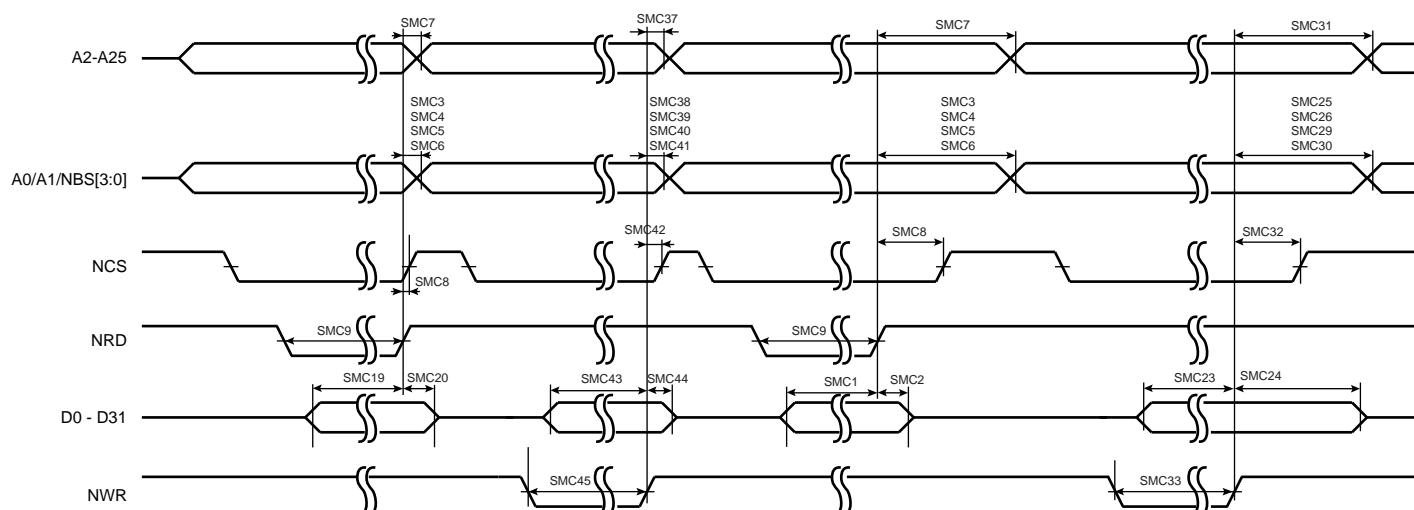 SMC7 SMC37 SMC7 SMC31
A2-A25
SMC3 SMC38 SMC3 SMC25
SMC4 SMC39 SMC4 SMC26
SMC5 SMC40 SMC5 SMC29
SMC6 SMC41 SMC6 SMC30
A0/A1/NBS[3:0]
SMC42 SMC8 SMC32
NCS
SMC8
SMC9 SMC9
NRD
SMC19 SMC20 SMC43 SMC44 SMC1 SMC2 SMC23 SMC24
D0 - D31
SMC45 SMC33
NWR